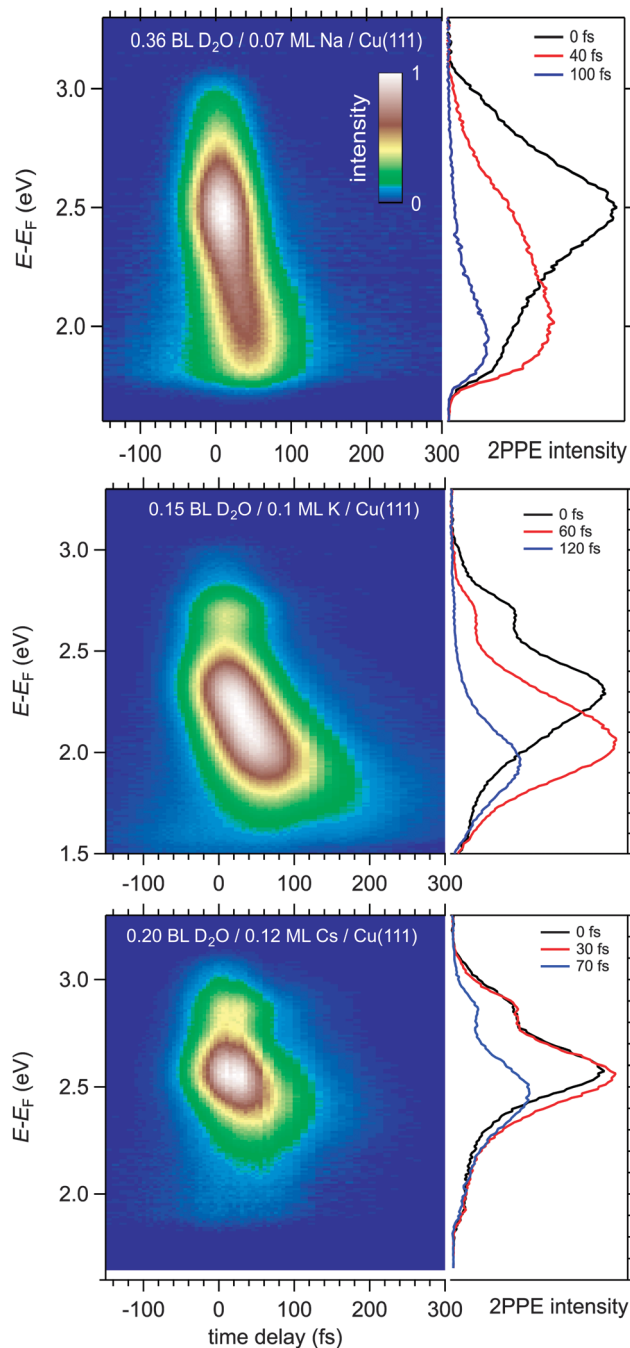 0.36 BL D₂O / 0.07 ML Na / Cu(111)
1
intensity
0
0 fs
40 fs
100 fs
3.0
2.5
2.0
E-E_F (eV)
-100 0 100 200 300
2PPE intensity
0.15 BL D₂O / 0.1 ML K / Cu(111)
0 fs
60 fs
120 fs
3.0
2.5
2.0
1.5
E-E_F (eV)
-100 0 100 200 300
0.20 BL D₂O / 0.12 ML Cs / Cu(111)
0 fs
30 fs
70 fs
3.0
2.5
2.0
E-E_F (eV)
-100 0 100 200 300
time delay (fs)
2PPE intensity